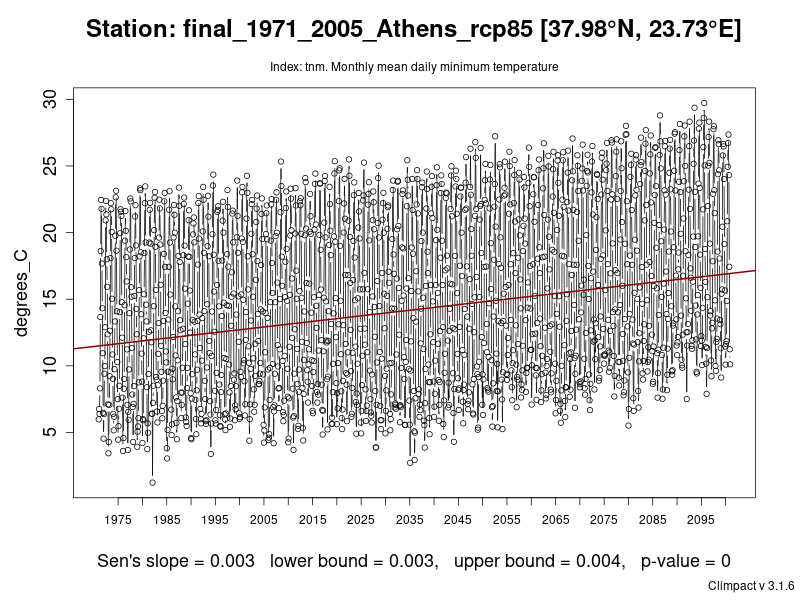 Station: final_1971_2005_Athens_rcp85 [37.98°N, 23.73°E]
Index: tnm. Monthly mean daily minimum temperature
30
25
20
15
10
5
degrees_C
1975 1985 1995 2005 2015 2025 2035 2045 2055 2065 2075 2085 2095
Sen's slope = 0.003 lower bound = 0.003, upper bound = 0.004, p-value = 0
Climpact v 3.1.6